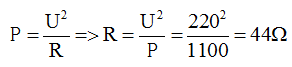 P = U²/R => R = U²/P = 220²/1100 = 44Ω